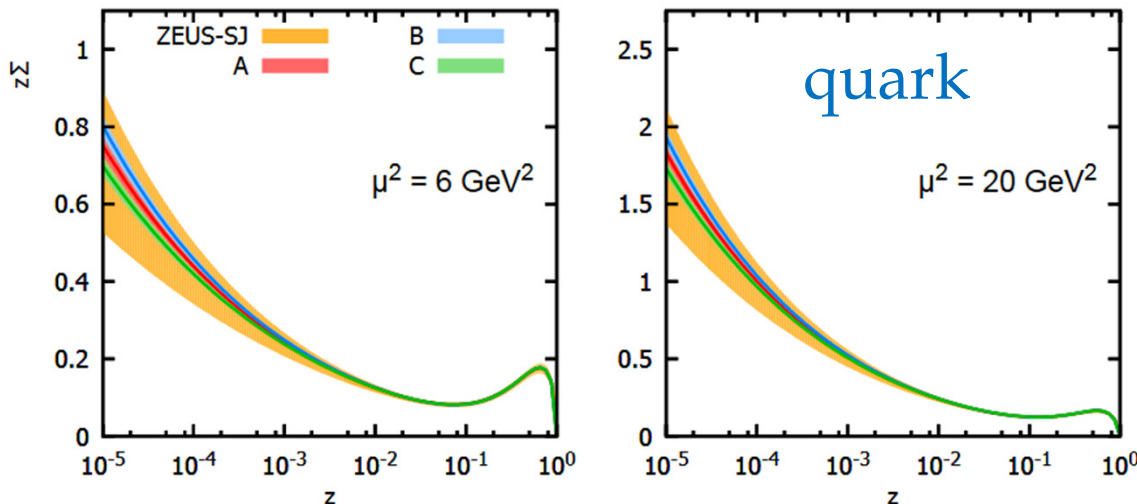 ZEUS-SJ
A
B
C
zΣ
1
0.8
0.6
0.4
0.2
0
μ² = 6 GeV²
10⁻⁵ 10⁻⁴ 10⁻³ 10⁻² 10⁻¹ 10⁰
z
quark
2.5
2
1.5
1
0.5
0
μ² = 20 GeV²
10⁻⁵ 10⁻⁴ 10⁻³ 10⁻² 10⁻¹ 10⁰
z